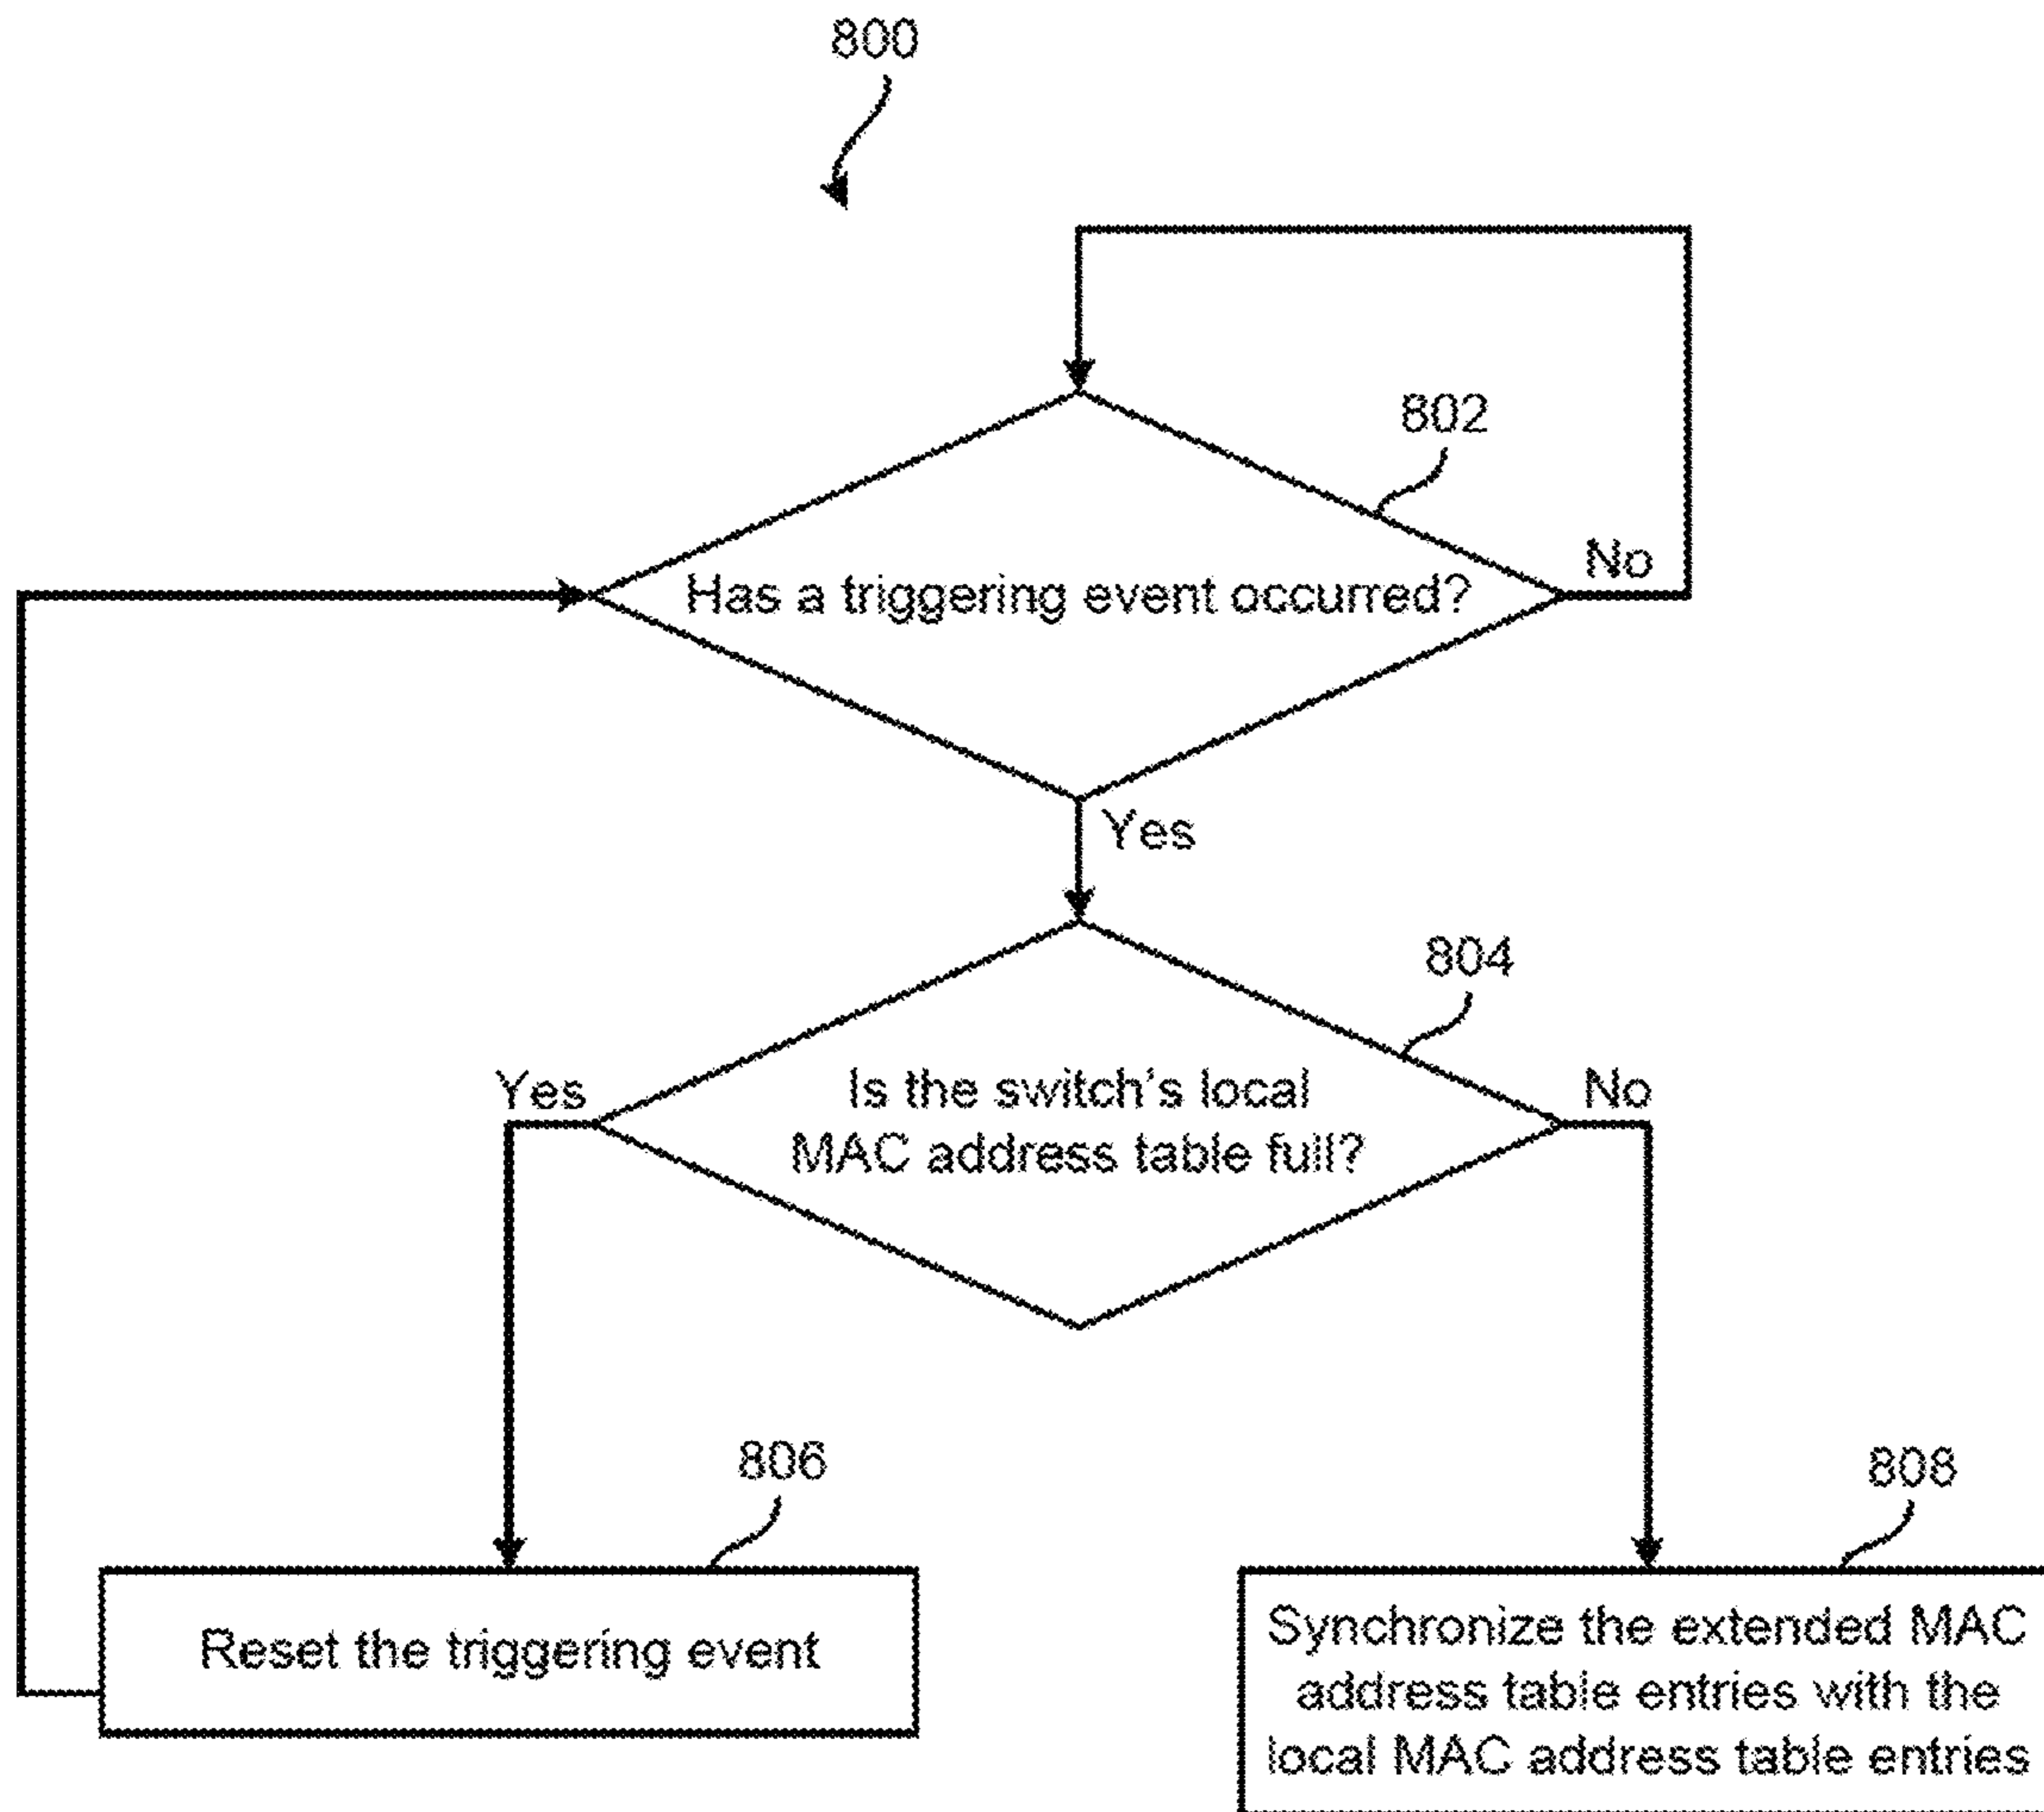 800
802
No
Has a triggering event occurred?
Yes
804
Yes
No
Is the switch's local
MAC address table full?
806
808
Reset the triggering event
Synchronize the extended MAC
address table entries with the
local MAC address table entries